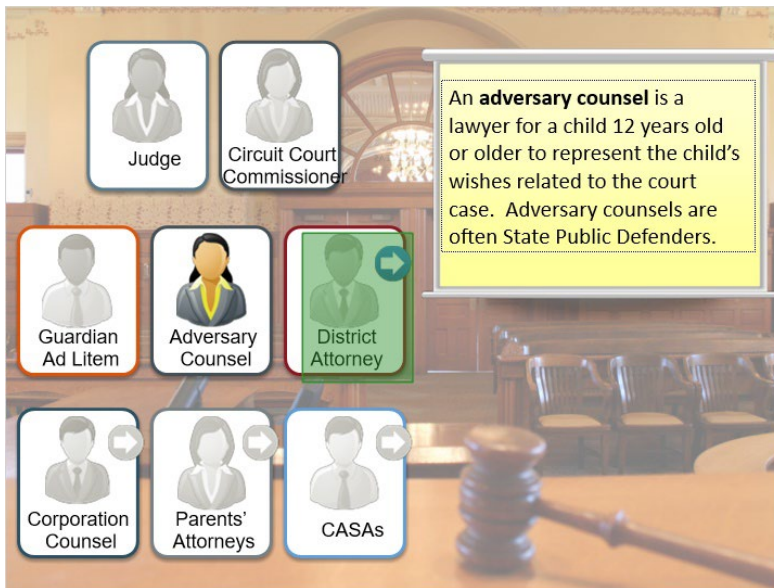 Judge
Circuit Court
Commissioner
An adversary counsel is a
lawyer for a child 12 years old
or older to represent the child’s
wishes related to the court
case. Adversary counsels are
often State Public Defenders.
Guardian
Ad Litem
Adversary
Counsel
District
Attorney
Corporation
Counsel
Parents’
Attorneys
CASAs